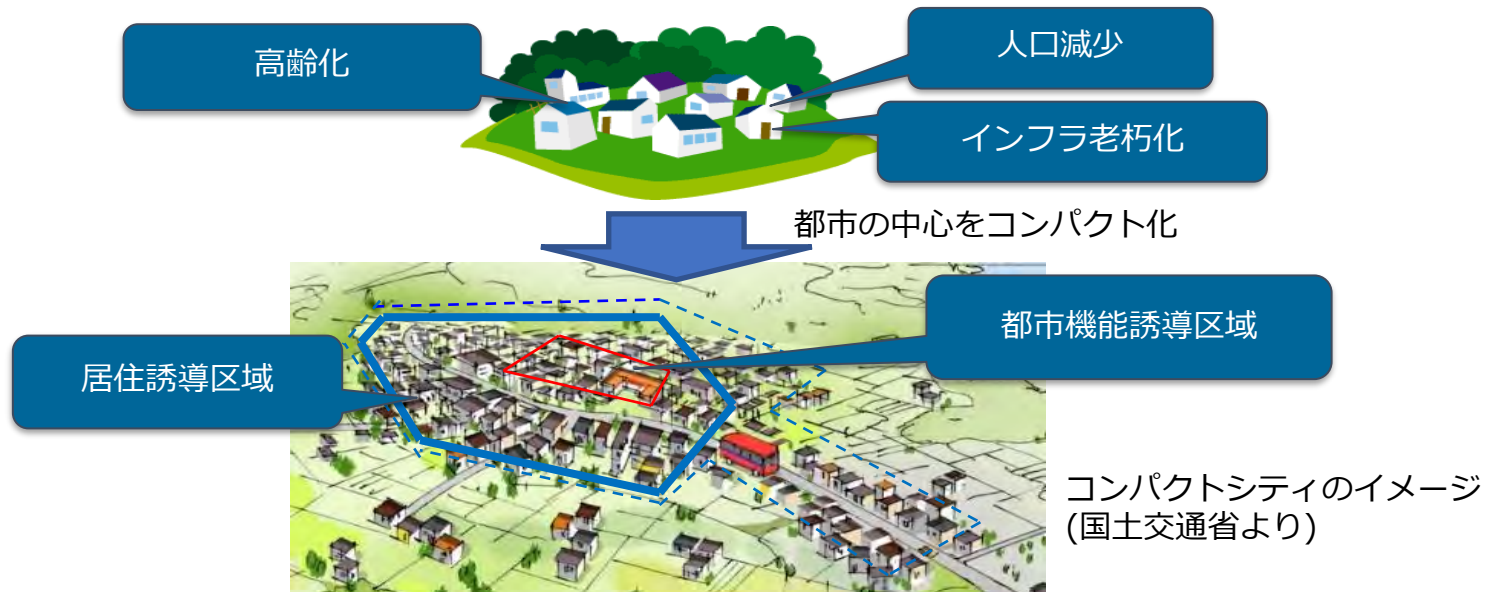 高齢化
人口減少
インフラ老朽化
都市の中心をコンパクト化
都市機能誘導区域
居住誘導区域
コンパクトシティのイメージ
(国土交通省より)